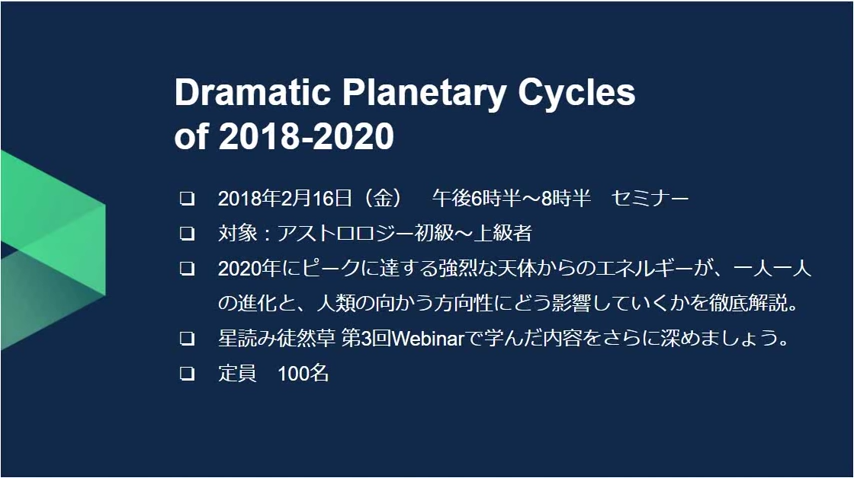 Dramatic Planetary Cycles
of 2018-2020
❏ 2018年2月16日（金）　午後6時半～8時半　セミナー
❏ 対象：アストロロジー初級～上級者
❏ 2020年にピークに達する強烈な天体からのエネルギーが、一人一人
の進化と、人類の向かう方向性にどう影響していくかを徹底解説。
❏ 星読み徒然草 第3回Webinarで学んだ内容をさらに深めましょう。
❏ 定員　100名